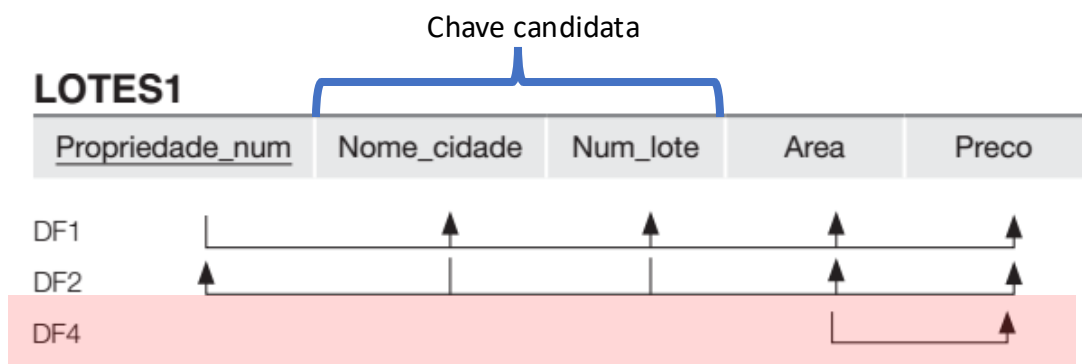 Chave candidata
LOTES1
Propriedade_num Nome_cidade Num_lote Area Preco
DF1
DF2
DF4